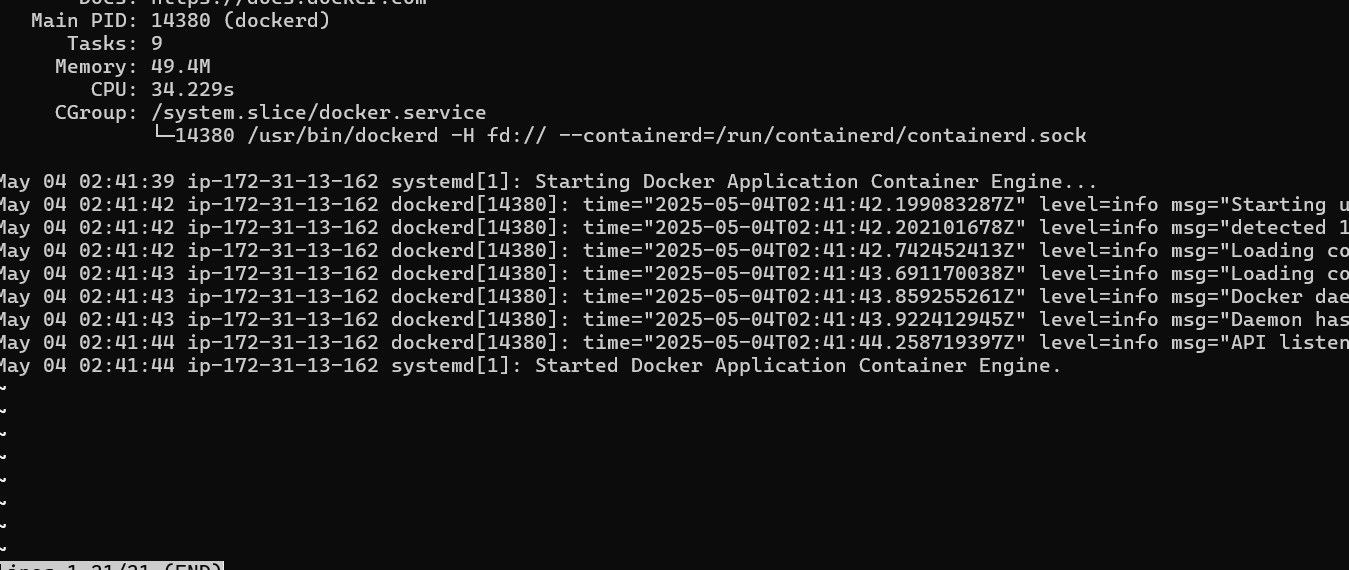 Docs: https://docs.docker.com
Main PID: 14380 (dockerd)
Tasks: 9
Memory: 49.4M
CPU: 34.229s
CGroup: /system.slice/docker.service
└─14380 /usr/bin/dockerd -H fd:// --containerd=/run/containerd/containerd.sock
May 04 02:41:39 ip-172-31-13-162 systemd[1]: Starting Docker Application Container Engine...
May 04 02:41:42 ip-172-31-13-162 dockerd[14380]: time="2025-05-04T02:41:42.199083287Z" level=info msg="Starting u
May 04 02:41:42 ip-172-31-13-162 dockerd[14380]: time="2025-05-04T02:41:42.202101678Z" level=info msg="detected 1
May 04 02:41:42 ip-172-31-13-162 dockerd[14380]: time="2025-05-04T02:41:42.742452413Z" level=info msg="Loading co
May 04 02:41:43 ip-172-31-13-162 dockerd[14380]: time="2025-05-04T02:41:43.691170038Z" level=info msg="Loading co
May 04 02:41:43 ip-172-31-13-162 dockerd[14380]: time="2025-05-04T02:41:43.859255261Z" level=info msg="Docker dae
May 04 02:41:43 ip-172-31-13-162 dockerd[14380]: time="2025-05-04T02:41:43.922412945Z" level=info msg="Daemon has
May 04 02:41:44 ip-172-31-13-162 dockerd[14380]: time="2025-05-04T02:41:44.258719397Z" level=info msg="API listen
May 04 02:41:44 ip-172-31-13-162 systemd[1]: Started Docker Application Container Engine.
~
~
~
~
~
~
~
~
lines 1-21/21 (END)